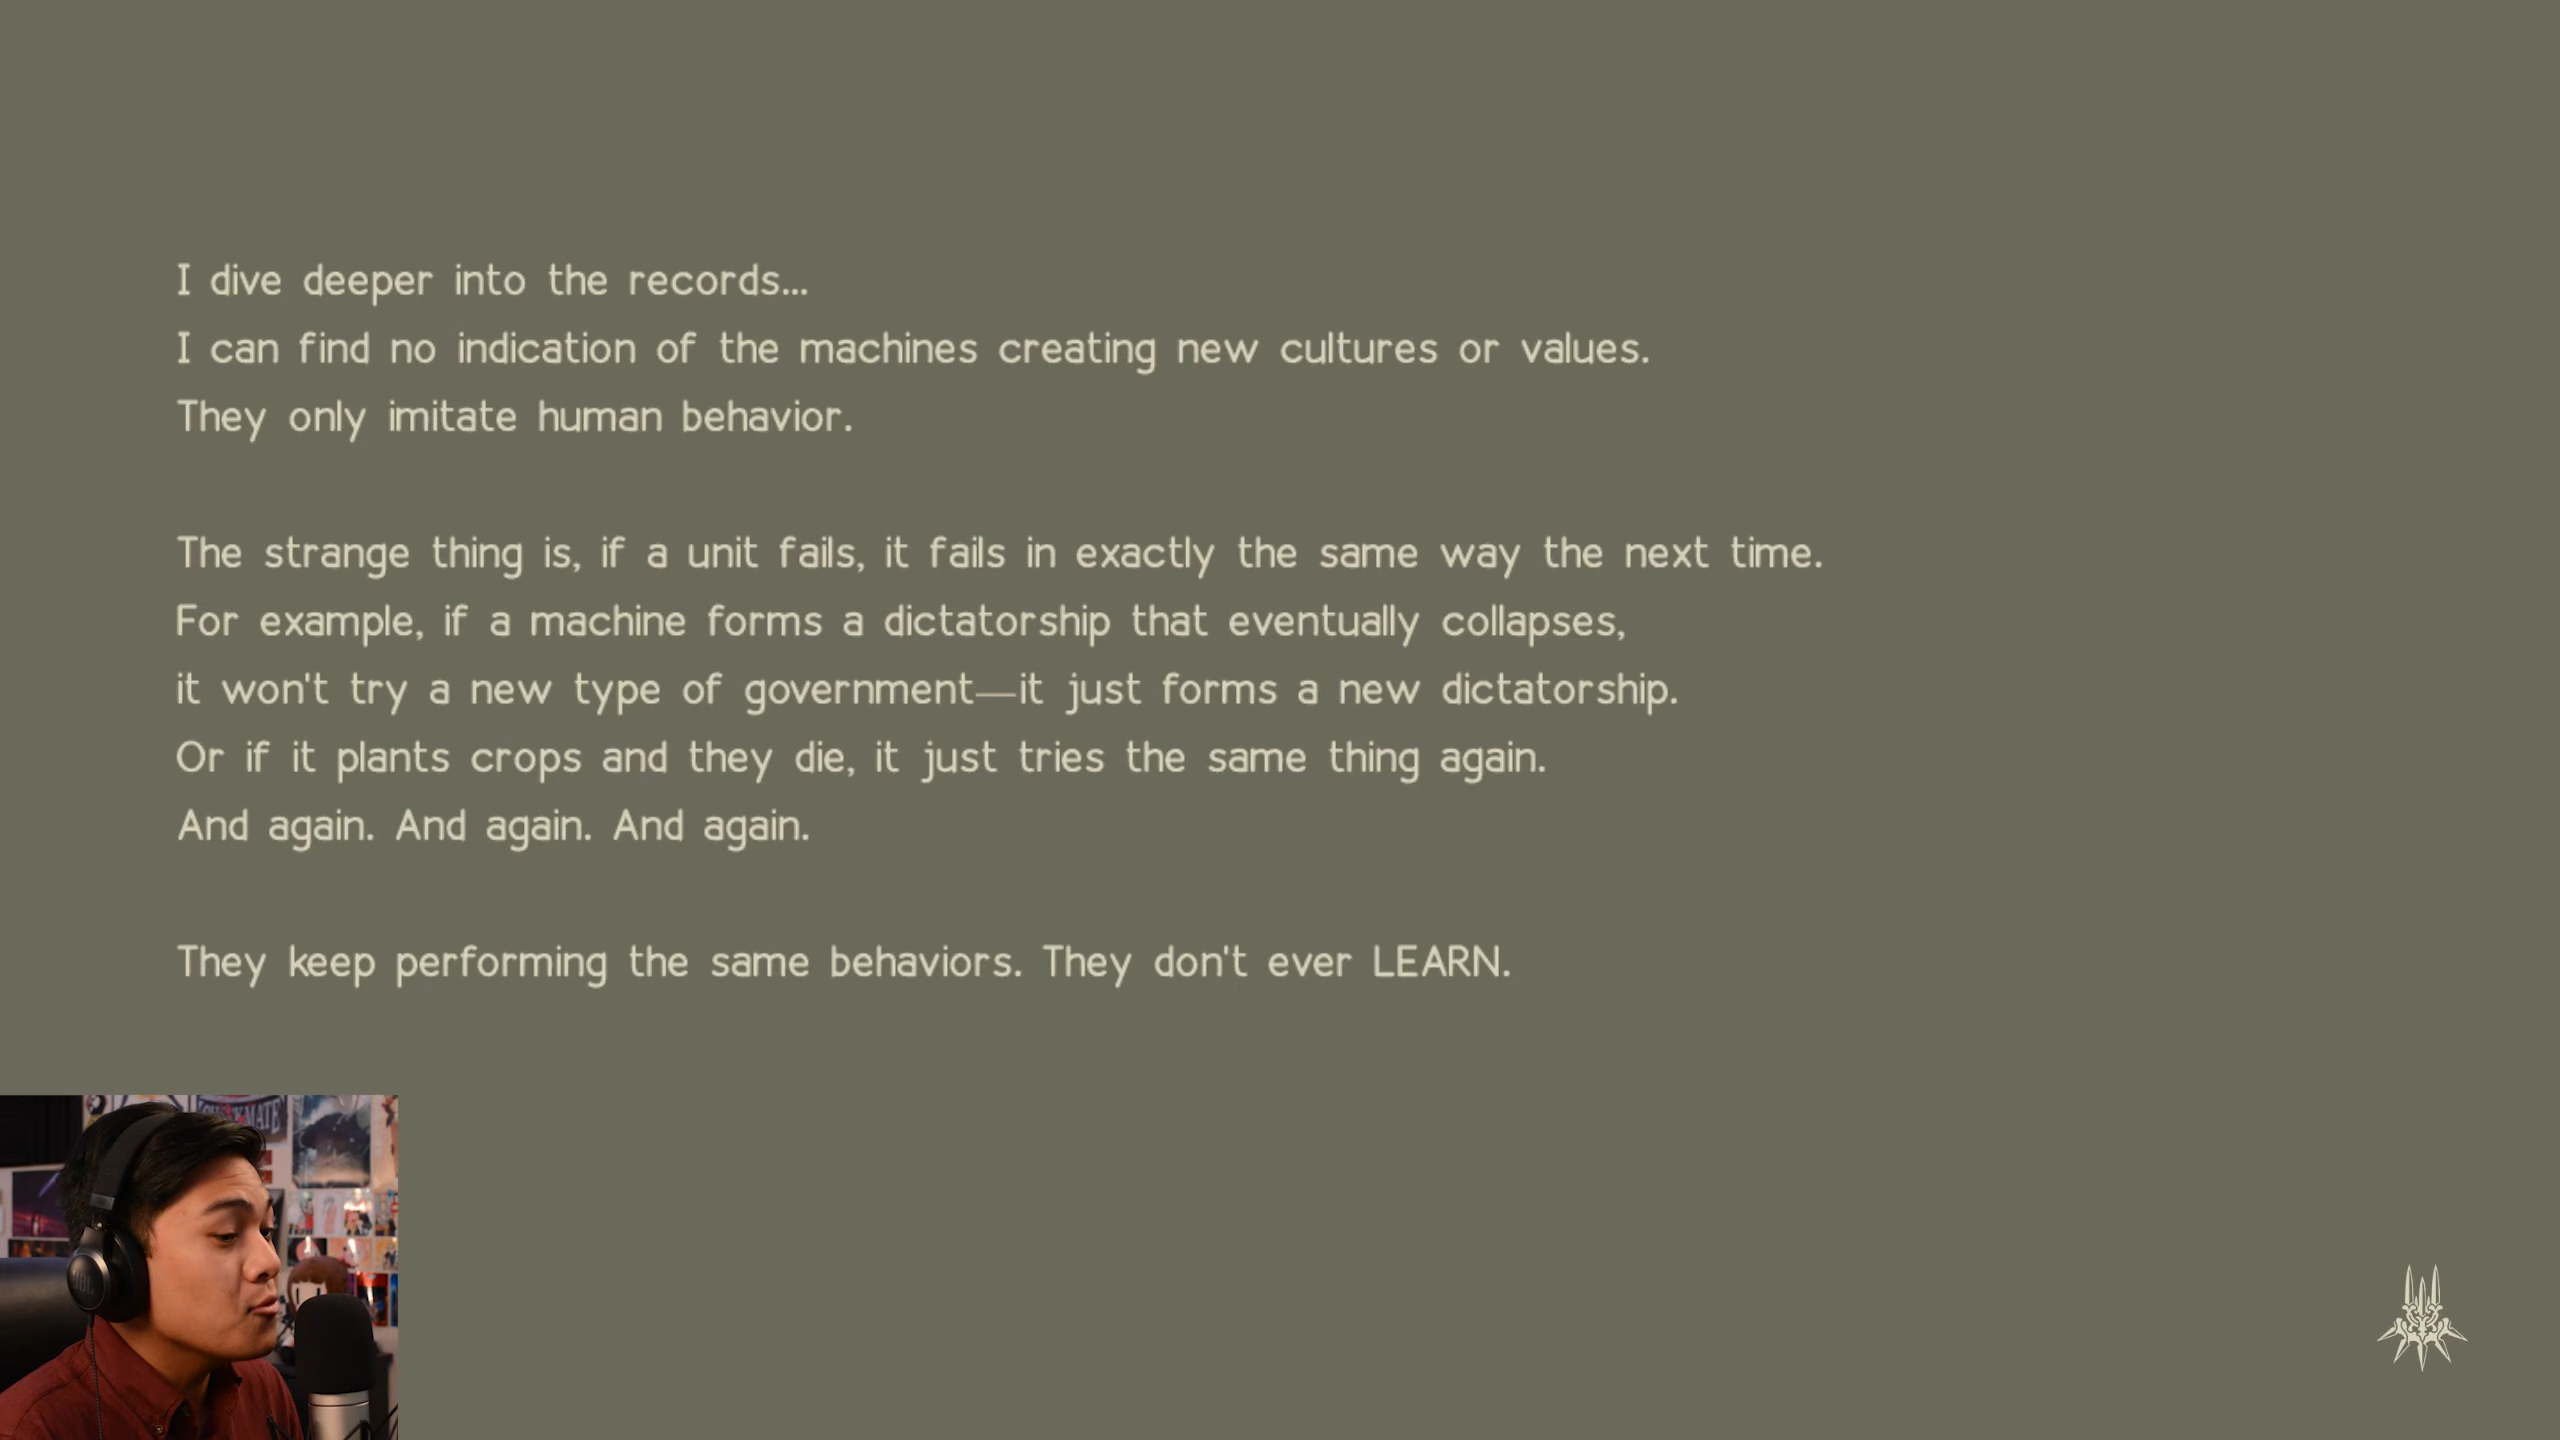 I dive deeper into the records...
I can find no indication of the machines creating new cultures or values.
They only imitate human behavior.
The strange thing is, if a unit fails, it fails in exactly the same way the next time.
For example, if a machine forms a dictatorship that eventually collapses,
it won't try a new type of government—it just forms a new dictatorship.
Or if it plants crops and they die, it just tries the same thing again.
And again. And again. And again.
They keep performing the same behaviors. They don't ever LEARN.
JBL